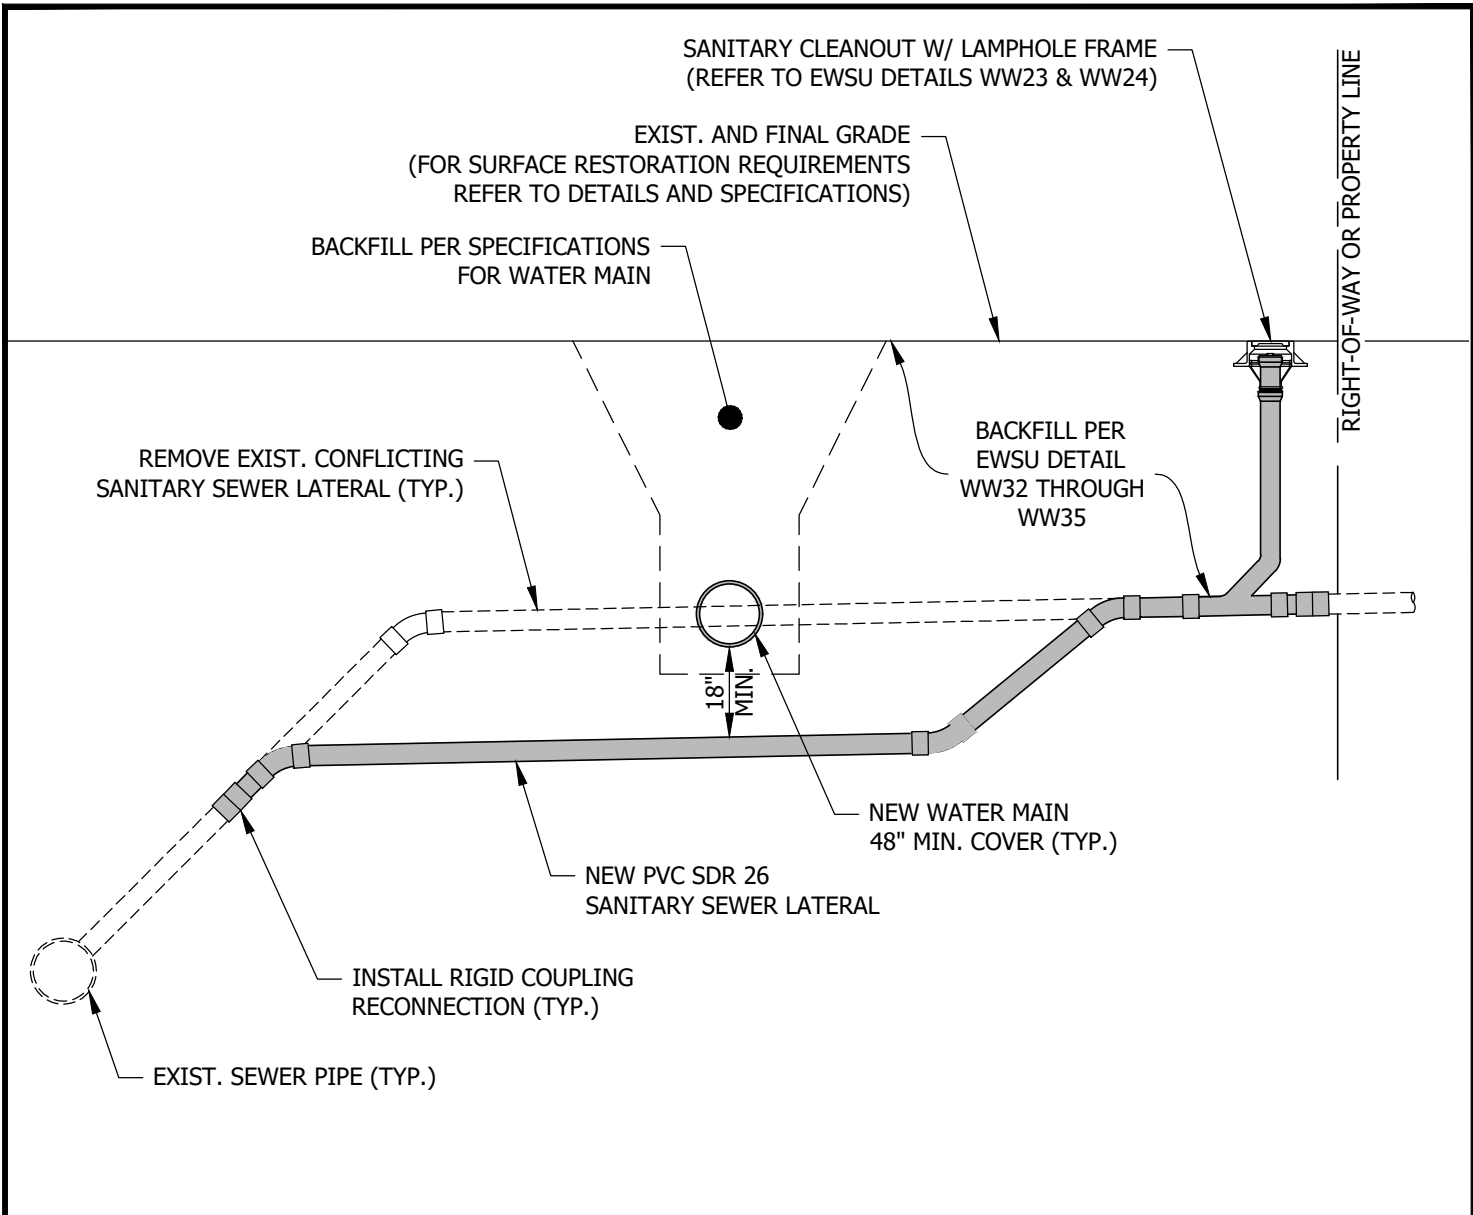 SANITARY CLEANOUT W/ LAMPHOLE FRAME
(REFER TO EWSU DETAILS WW23 & WW24)
RIGHT-OF-WAY OR PROPERTY LINE
EXIST. AND FINAL GRADE
(FOR SURFACE RESTORATION REQUIREMENTS
REFER TO DETAILS AND SPECIFICATIONS)
BACKFILL PER SPECIFICATIONS
FOR WATER MAIN
BACKFILL PER
EWSU DETAIL
WW32 THROUGH
WW35
REMOVE EXIST. CONFLICTING
SANITARY SEWER LATERAL (TYP.)
18"
MIN.
NEW WATER MAIN
48" MIN. COVER (TYP.)
NEW PVC SDR 26
SANITARY SEWER LATERAL
INSTALL RIGID COUPLING
RECONNECTION (TYP.)
EXIST. SEWER PIPE (TYP.)